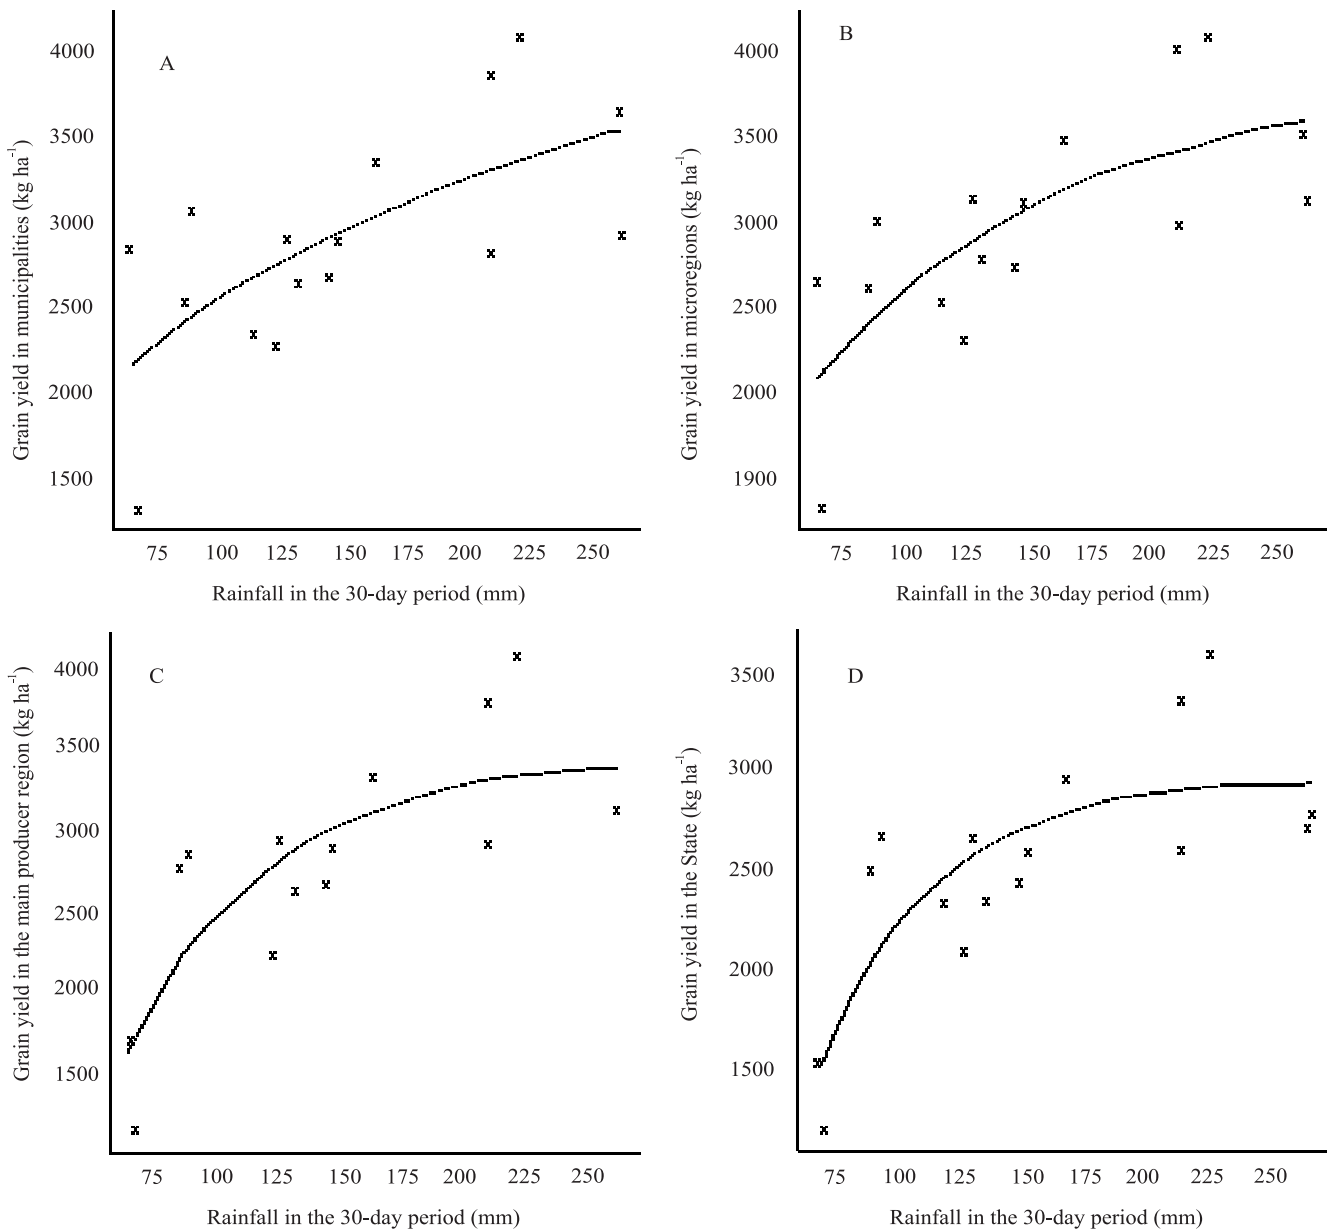 A
Grain yield in municipalities (kg ha⁻¹)
4000
3500
3000
2500
2000
1500
75 100 125 150 175 200 225 250
Rainfall in the 30-day period (mm)
B
Grain yield in microregions (kg ha⁻¹)
4000
3500
3000
2500
2000
1900
75 100 125 150 175 200 225 250
Rainfall in the 30-day period (mm)
C
Grain yield in the main producer region (kg ha⁻¹)
4000
3500
3000
2500
2000
1500
75 100 125 150 175 200 225 250
Rainfall in the 30-day period (mm)
D
Grain yield in the State (kg ha⁻¹)
3500
3000
2500
2000
1500
75 100 125 150 175 200 225 250
Rainfall in the 30-day period (mm)